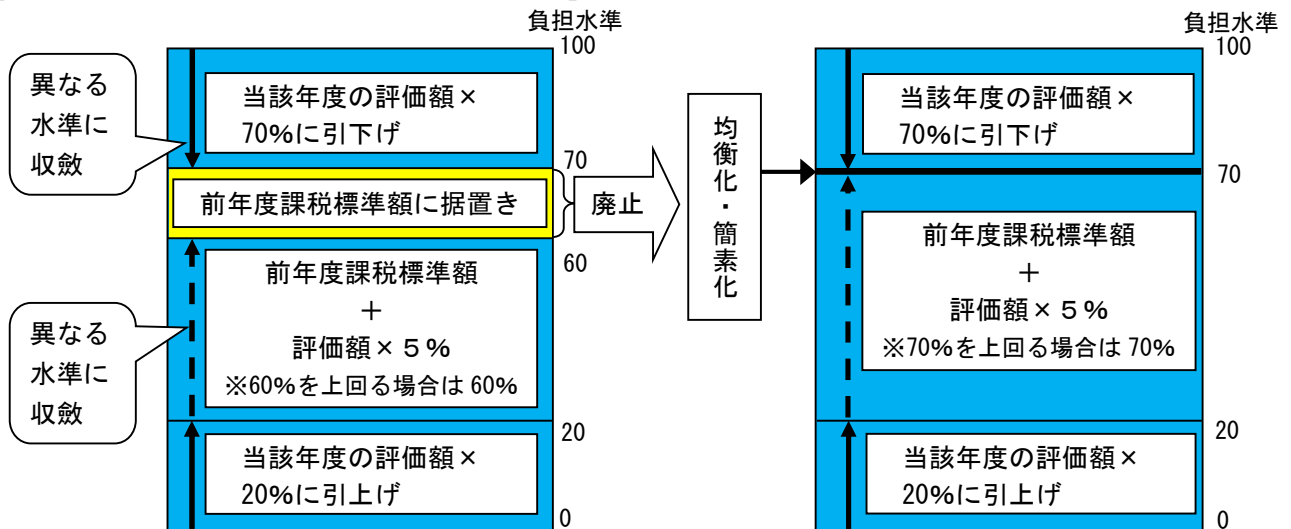 負担水準
100
異なる
水準に
収斂
当該年度の評価額×
70%に引下げ
70
前年度課税標準額に据置き
廃止
60
前年度課税標準額
＋
評価額×５%
※60%を上回る場合は 60%
異なる
水準に
収斂
20
当該年度の評価額×
20%に引上げ
0
均衡化・簡素化
負担水準
100
当該年度の評価額×
70%に引下げ
70
前年度課税標準額
＋
評価額×５%
※70%を上回る場合は 70%
20
当該年度の評価額×
20%に引上げ
0